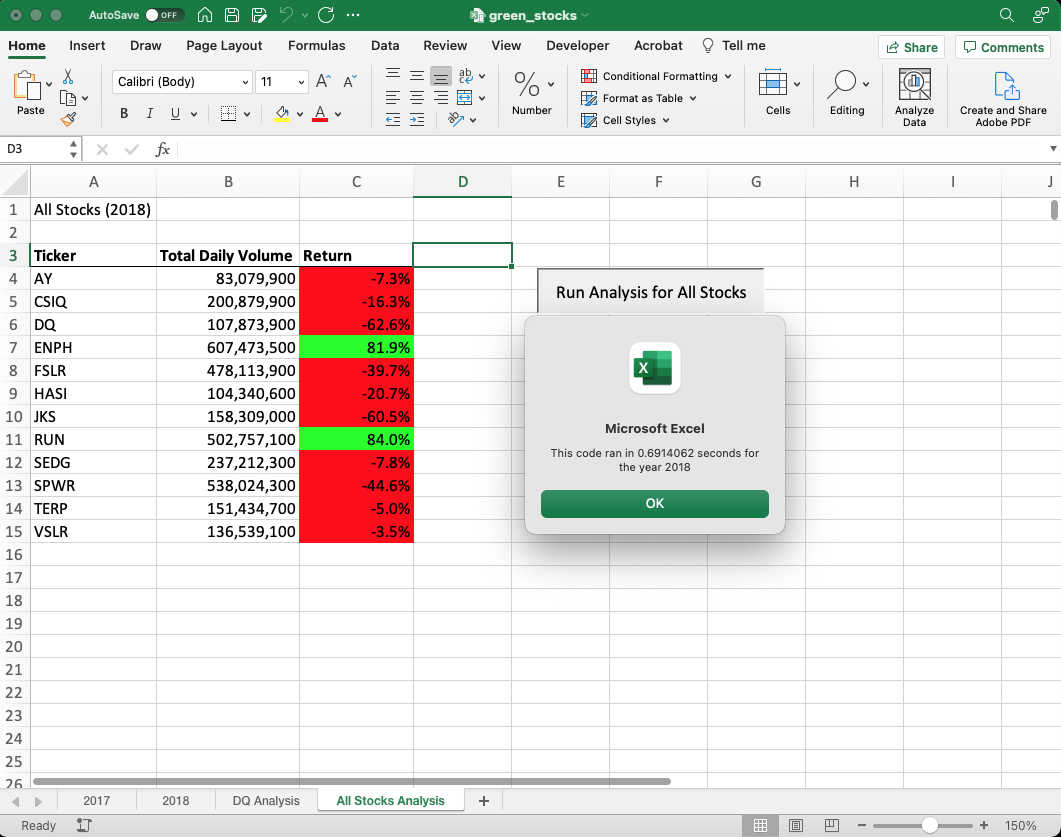 AutoSave OFF green_stocks
Home Insert Draw Page Layout Formulas Data Review View Developer Acrobat Tell me Share Comments
Paste
Calibri (Body) 11
B I U
ab
Number
Conditional Formatting
Format as Table
Cell Styles
Cells
Editing
Analyze
Data
Create and Share
Adobe PDF
D3 fx
A B C D E F G H I J
1 All Stocks (2018)
2
3 Ticker Total Daily Volume Return
4 AY 83,079,900 -7.3%
5 CSIQ 200,879,900 -16.3%
6 DQ 107,873,900 -62.6%
7 ENPH 607,473,500 81.9%
8 FSLR 478,113,900 -39.7%
9 HASI 104,340,600 -20.7%
10 JKS 158,309,000 -60.5%
11 RUN 502,757,100 84.0%
12 SEDG 237,212,300 -7.8%
13 SPWR 538,024,300 -44.6%
14 TERP 151,434,700 -5.0%
15 VSLR 136,539,100 -3.5%
16
17
18
19
20
21
22
23
24
25
26
Run Analysis for All Stocks
Microsoft Excel
This code ran in 0.6914062 seconds for
the year 2018
OK
2017 2018 DQ Analysis All Stocks Analysis +
Ready 150%